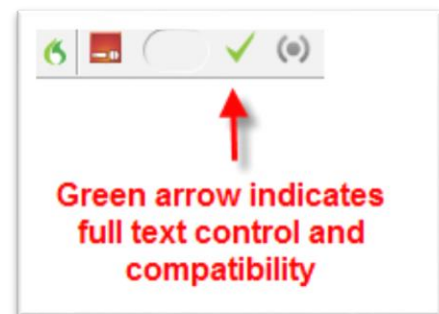 Green arrow indicates
full text control and
compatibility